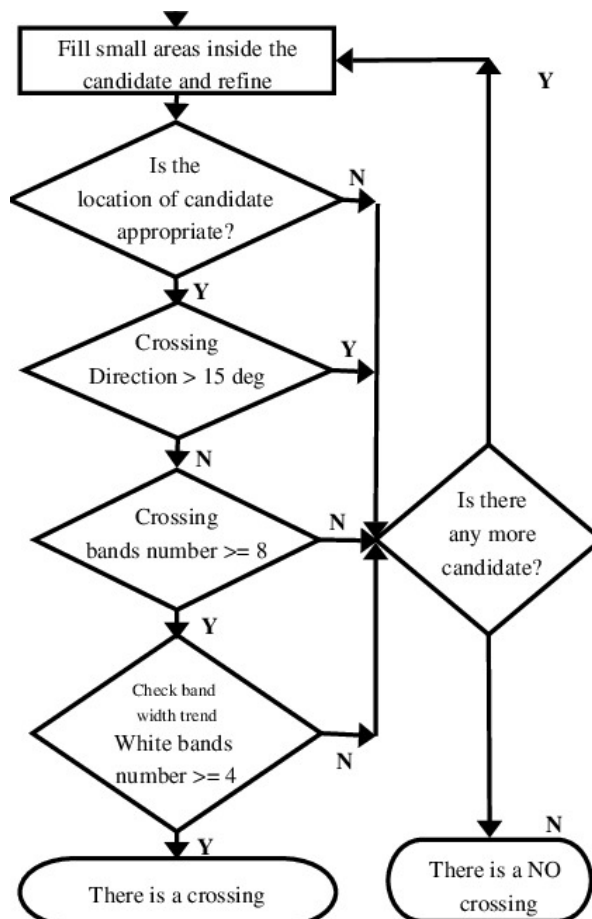 Fill small areas inside the
candidate and refine
Y
Is the
location of candidate
appropriate?
N
Y
Crossing
Direction > 15 deg
Y
N
Crossing
bands number >= 8
N
Y
Is there
any more
candidate?
Check band
width trend
White bands
number >= 4
N
Y
N
There is a crossing
There is a NO
crossing